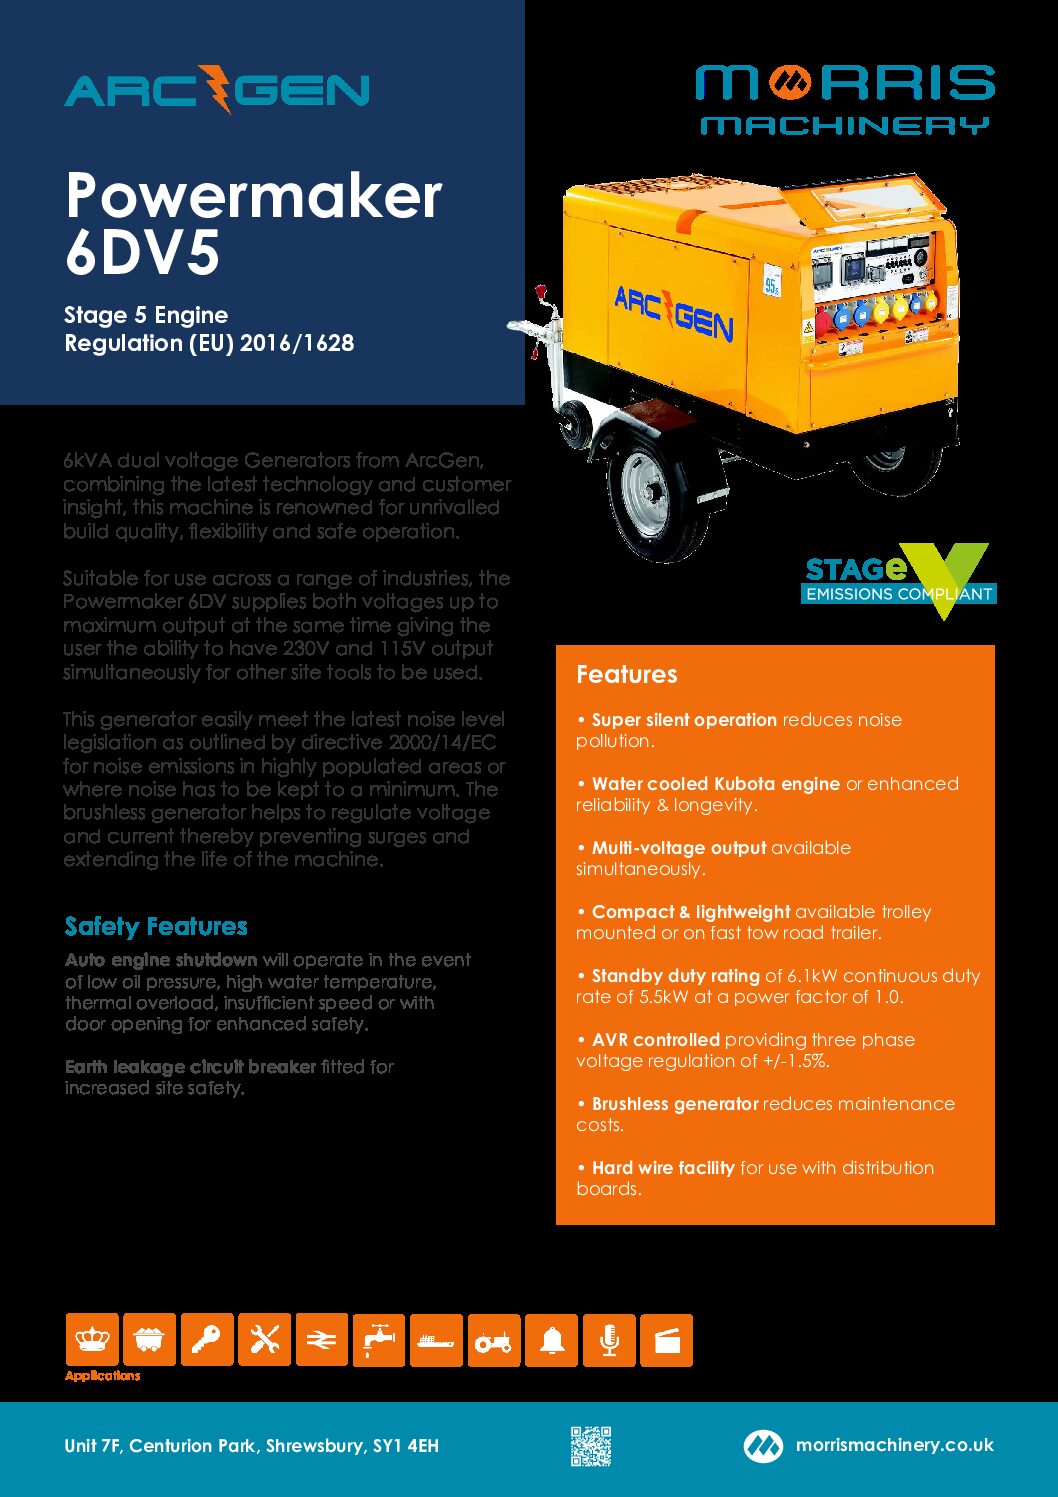 ARC GEN
MORRIS
MACHINERY
Powermaker
6DV5
Stage 5 Engine
Regulation (EU) 2016/1628
ARC GEN
95
6kVA dual voltage Generators from ArcGen,
combining the latest technology and customer
insight, this machine is renowned for unrivalled
build quality, flexibility and safe operation.
Suitable for use across a range of industries, the
Powermaker 6DV supplies both voltages up to
maximum output at the same time giving the
user the ability to have 230V and 115V output
simultaneously for other site tools to be used.
This generator easily meet the latest noise level
legislation as outlined by directive 2000/14/EC
for noise emissions in highly populated areas or
where noise has to be kept to a minimum. The
brushless generator helps to regulate voltage
and current thereby preventing surges and
extending the life of the machine.
Safety Features
Auto engine shutdown will operate in the event
of low oil pressure, high water temperature,
thermal overload, insufficient speed or with
door opening for enhanced safety.
Earth leakage circuit breaker fitted for
increased site safety.
STAGe V
EMISSIONS COMPLIANT
Features
• Super silent operation reduces noise
pollution.
• Water cooled Kubota engine or enhanced
reliability & longevity.
• Multi-voltage output available
simultaneously.
• Compact & lightweight available trolley
mounted or on fast tow road trailer.
• Standby duty rating of 6.1kW continuous duty
rate of 5.5kW at a power factor of 1.0.
• AVR controlled providing three phase
voltage regulation of +/-1.5%.
• Brushless generator reduces maintenance
costs.
• Hard wire facility for use with distribution
boards.
Applications
Unit 7F, Centurion Park, Shrewsbury, SY1 4EH
morrismachinery.co.uk